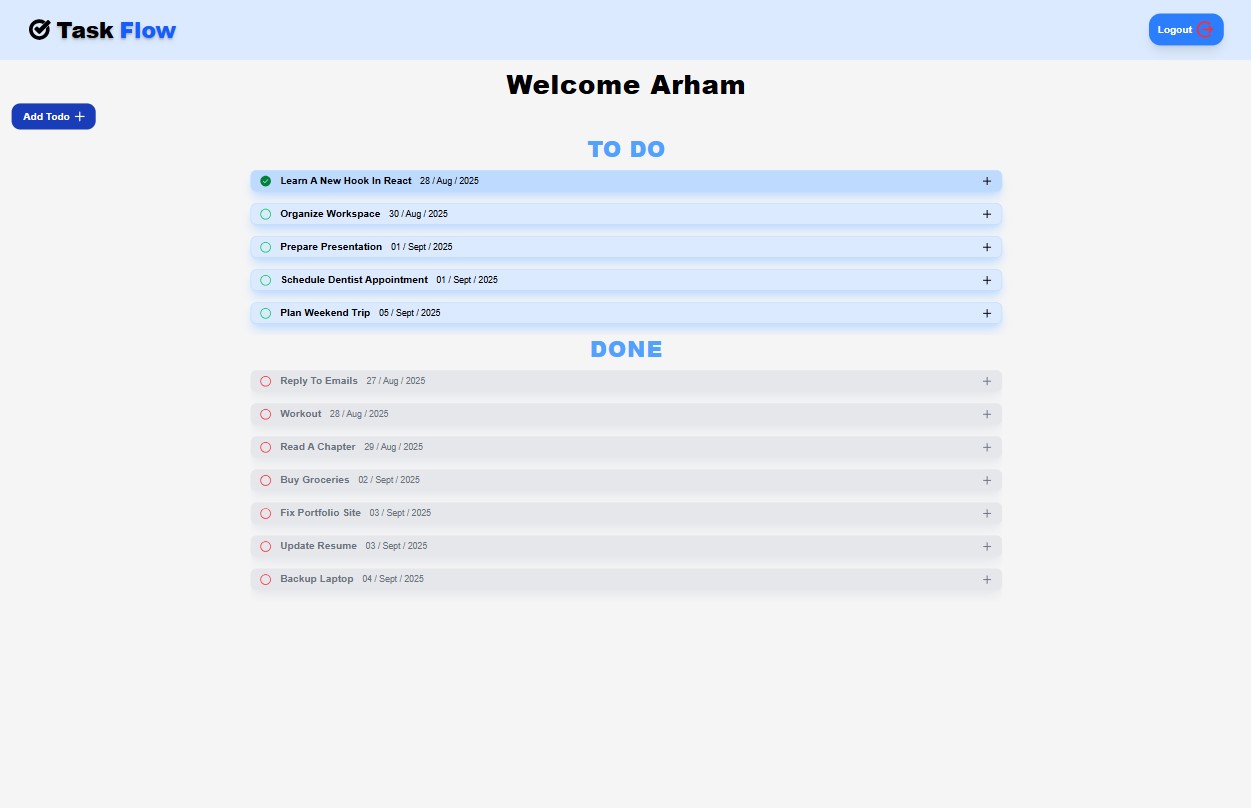 Task Flow
Logout
Welcome Arham
Add Todo
TO DO
Learn A New Hook In React 28 / Aug / 2025
Organize Workspace 30 / Aug / 2025
Prepare Presentation 01 / Sept / 2025
Schedule Dentist Appointment 01 / Sept / 2025
Plan Weekend Trip 05 / Sept / 2025
DONE
Reply To Emails 27 / Aug / 2025
Workout 28 / Aug / 2025
Read A Chapter 29 / Aug / 2025
Buy Groceries 02 / Sept / 2025
Fix Portfolio Site 03 / Sept / 2025
Update Resume 03 / Sept / 2025
Backup Laptop 04 / Sept / 2025